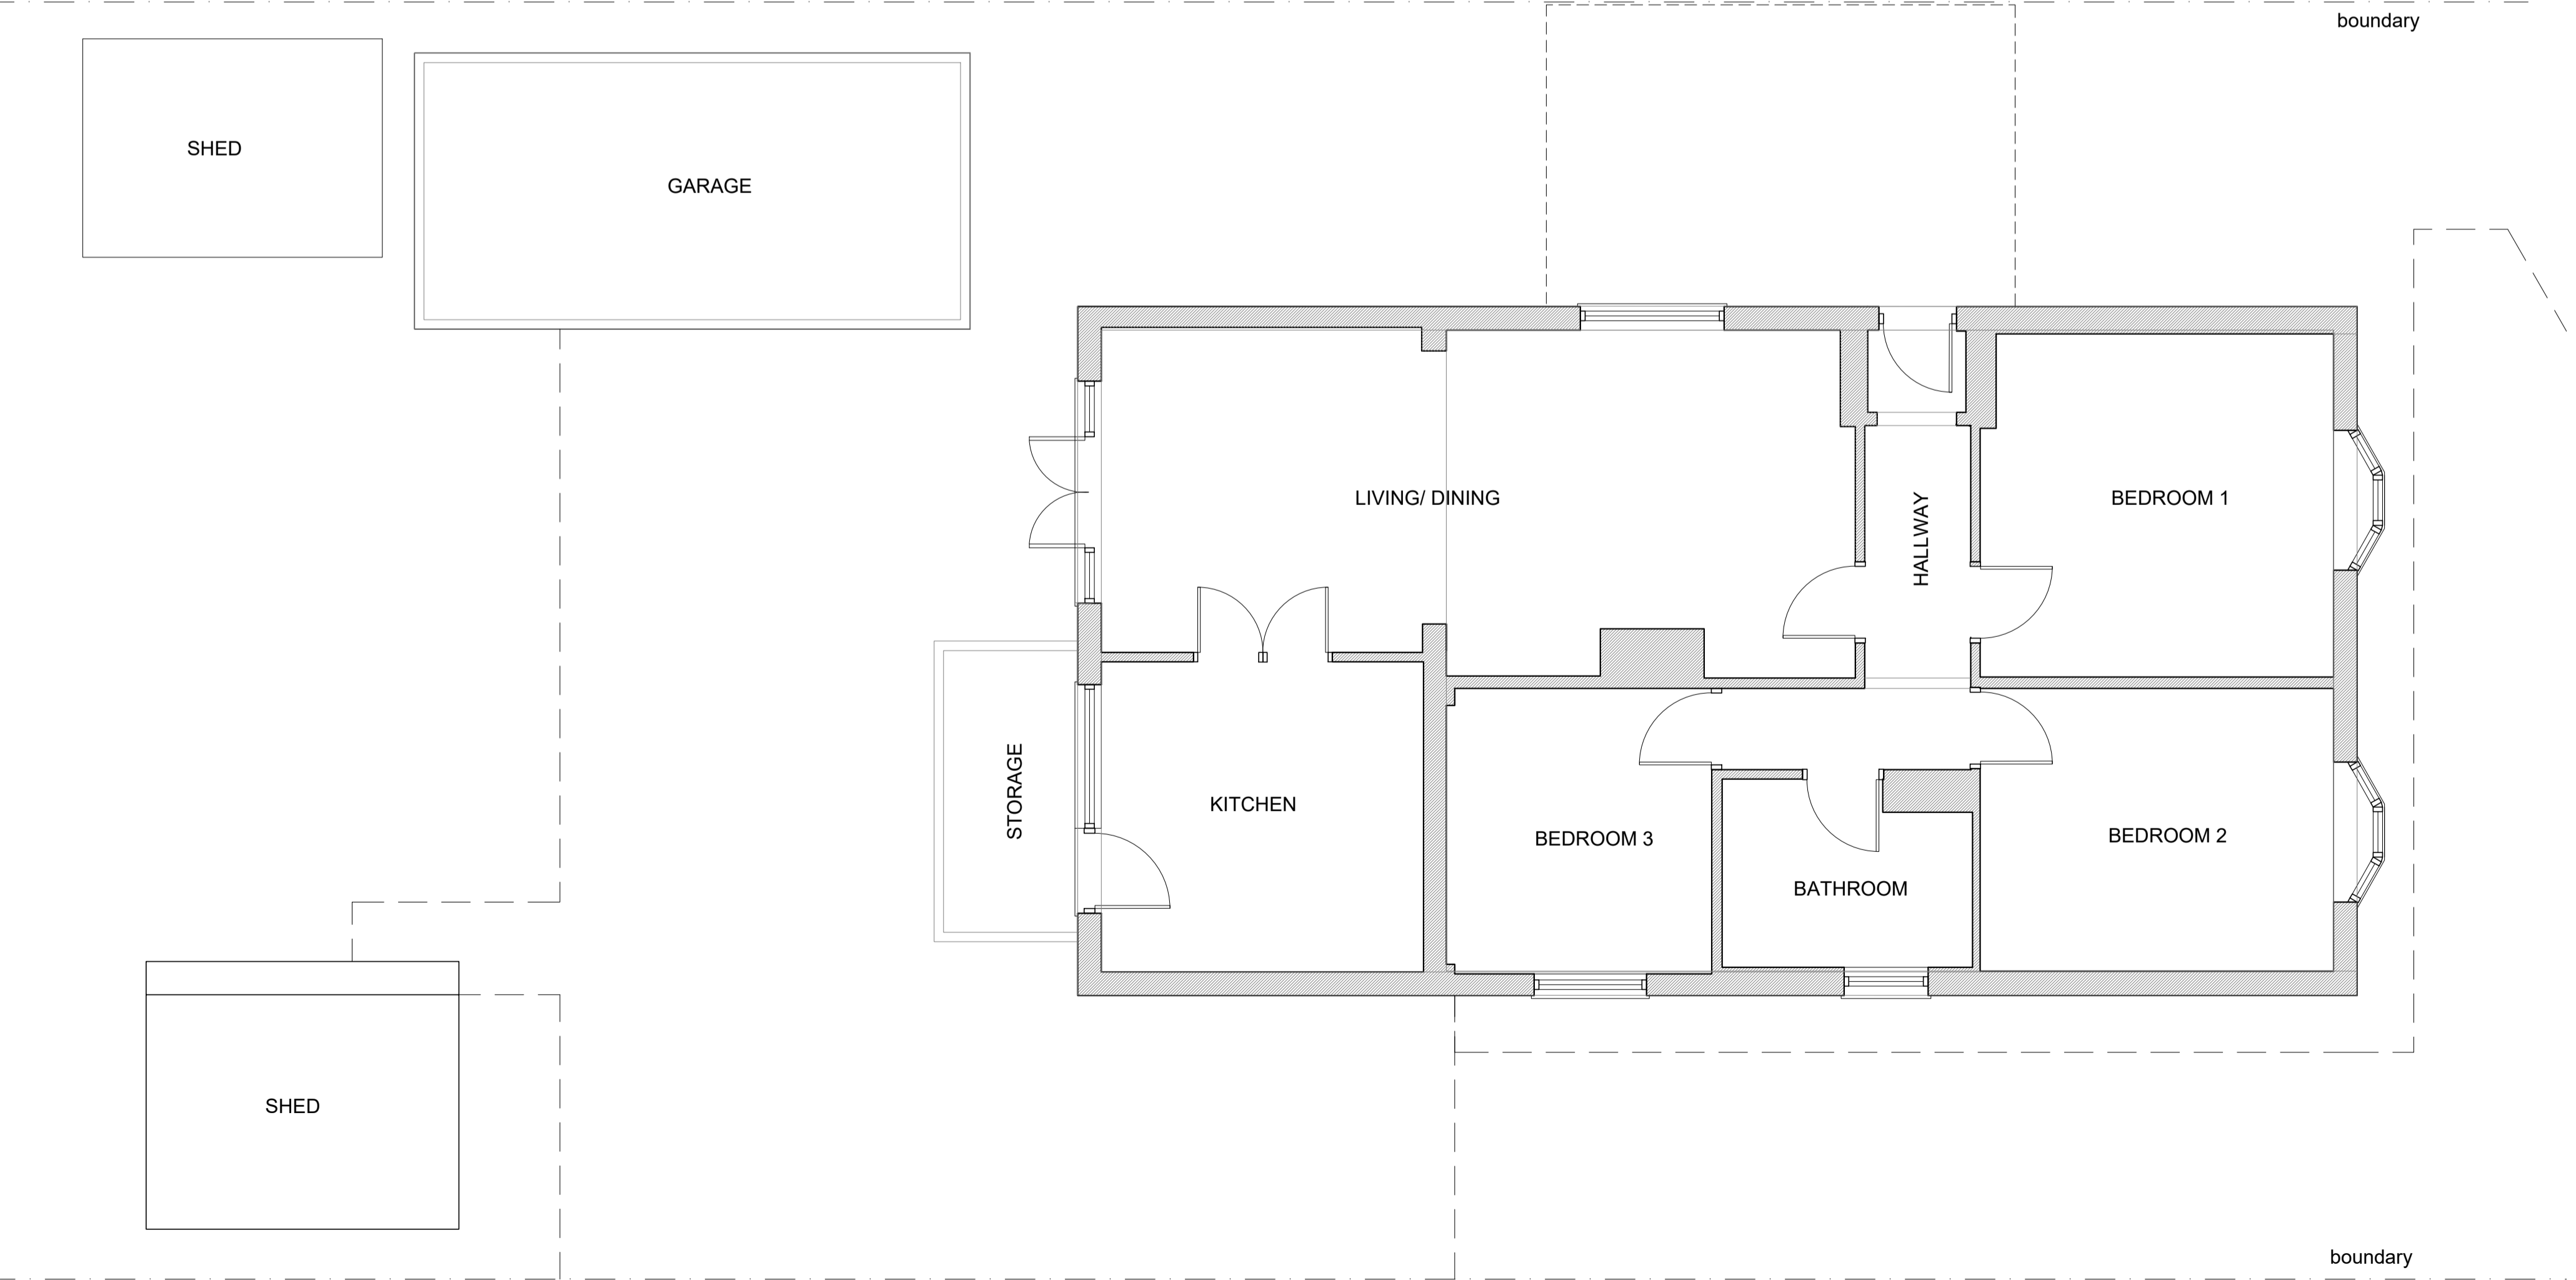 boundary
SHED
GARAGE
LIVING/ DINING
HALLWAY
BEDROOM 1
STORAGE
KITCHEN
BEDROOM 3
BATHROOM
BEDROOM 2
SHED
boundary